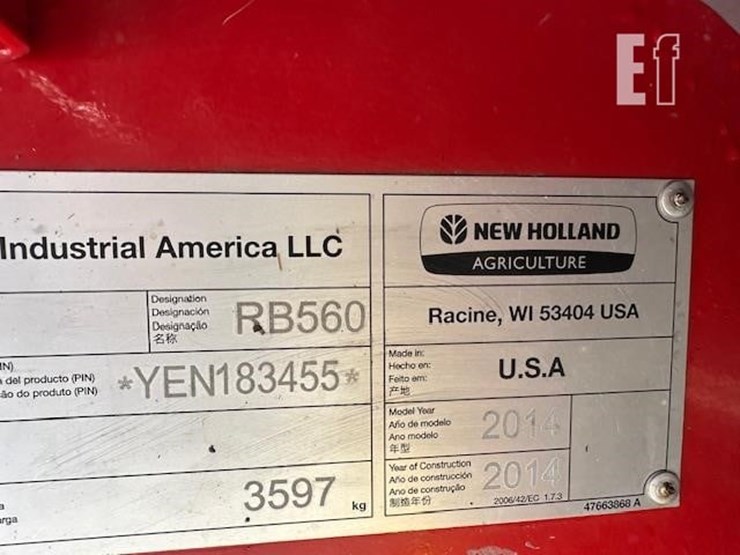 Ef
Industrial America LLC
NEW HOLLAND
AGRICULTURE
Racine, WI 53404 USA
Designation
Designación
Designação
名称
RB560
Made in:
Hecho en:
Feito em:
产地
U.S.A
del producto (PIN)
do produto (PIN)
*YEN183455*
Model Year
Año de modelo
Ano modelo
年型
2014
Year of Construction
Año de construcción
Ano de construção
制造年份
2014
2006/42/EC 1.7.3
3597 kg
47663868 A